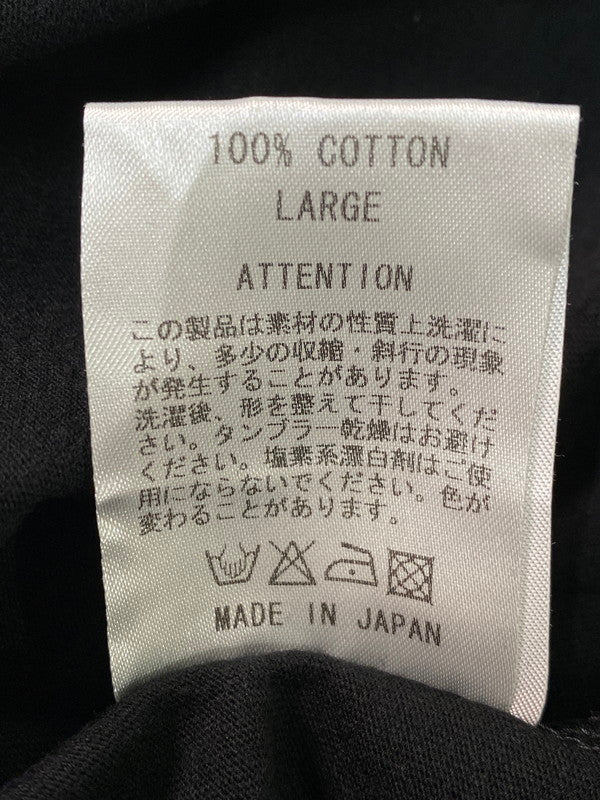 100% COTTON
LARGE
ATTENTION
この製品は素材の性質上洗濯に
より、多少の収縮・斜行の現象
が発生することがあります。
洗濯後、形を整えて干してくだ
さい。タンブラー乾燥はお避け
ください。塩素系漂白剤はご使
用にならないでください。色が
変わることがあります。
MADE IN JAPAN